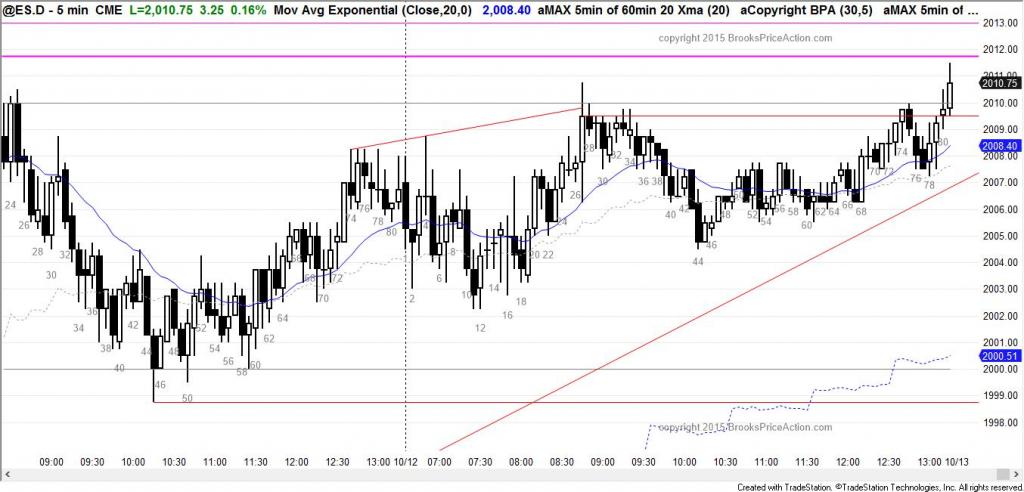 @ES.D - 5 min CME L=2,010.75 3.25 0.16% Mov Avg Exponential (Close,20,0) 2,008.40 aMAX 5min of 60min 20 Xma (20) aCopyright BPA (30,5) aMAX 5min of ...
2013.00
copyright 2015 BrooksPriceAction.com
2012.00
2011.00
2010.75
2010.00
2009.00
2008.40
2008.00
2007.00
2006.00
2005.00
2004.00
2003.00
2002.00
2001.00
2000.51
2000.00
1999.00
1998.00
24 26 28 30 32 34 36 38 40 42 44 46 50 52 54 56 58 60 62 64 66 68 70 72 74 76 78 80
2 6 8 10 12 14 16 18 20 22 24 26 28 30 32 34 36 38 40 42 44 46 48 50 52 54 56 58 60 62 64 66 68 70 72 74 76 78 80
copyright 2015 BrooksPriceAction.com
09:00 09:30 10:00 10:30 11:00 11:30 12:00 12:30 13:00 10/12 07:00 07:30 08:00 08:30 09:00 09:30 10:00 10:30 11:00 11:30 12:00 12:30 13:00 10/13
Created with TradeStation. ©TradeStation Technologies, Inc. All rights reserved.